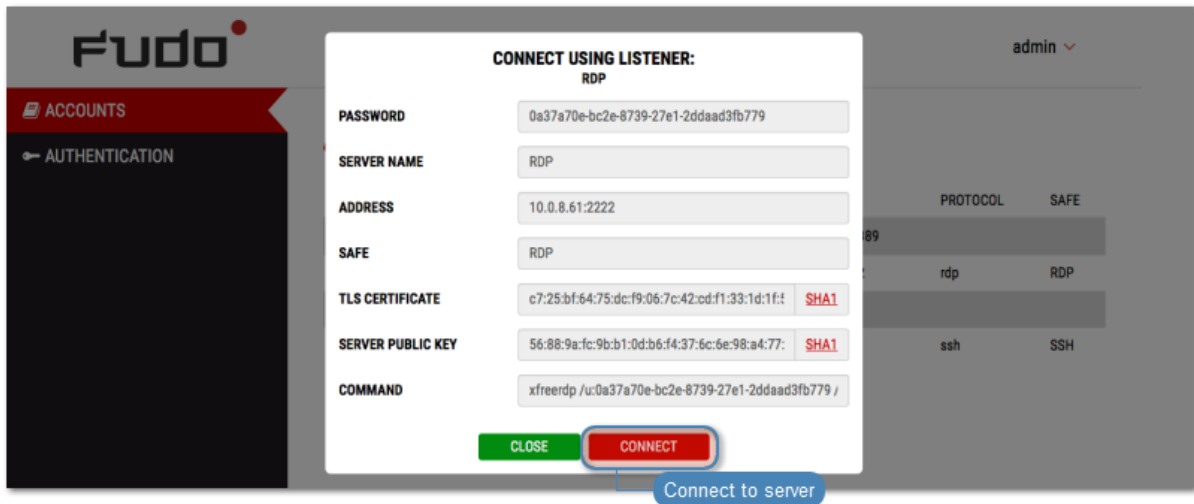 Fudo
admin
ACCOUNTS
AUTHENTICATION
CONNECT USING LISTENER:
RDP
PASSWORD 0a37a70e-bc2e-8739-27e1-2ddaad3fb779
SERVER NAME RDP
ADDRESS 10.0.8.61:2222
SAFE RDP
TLS CERTIFICATE c7:25:bf:64:75:dc:f9:06:7c:42:cd:f1:33:1d:1f: SHA1
SERVER PUBLIC KEY 56:88:9a:fc:9b:b1:0d:b6:f4:37:6c:6e:98:a4:77: SHA1
COMMAND xfreerdp /u:0a37a70e-bc2e-8739-27e1-2ddaad3fb779 /
CLOSE CONNECT
Connect to server
PROTOCOL SAFE
389
rdp RDP
ssh SSH